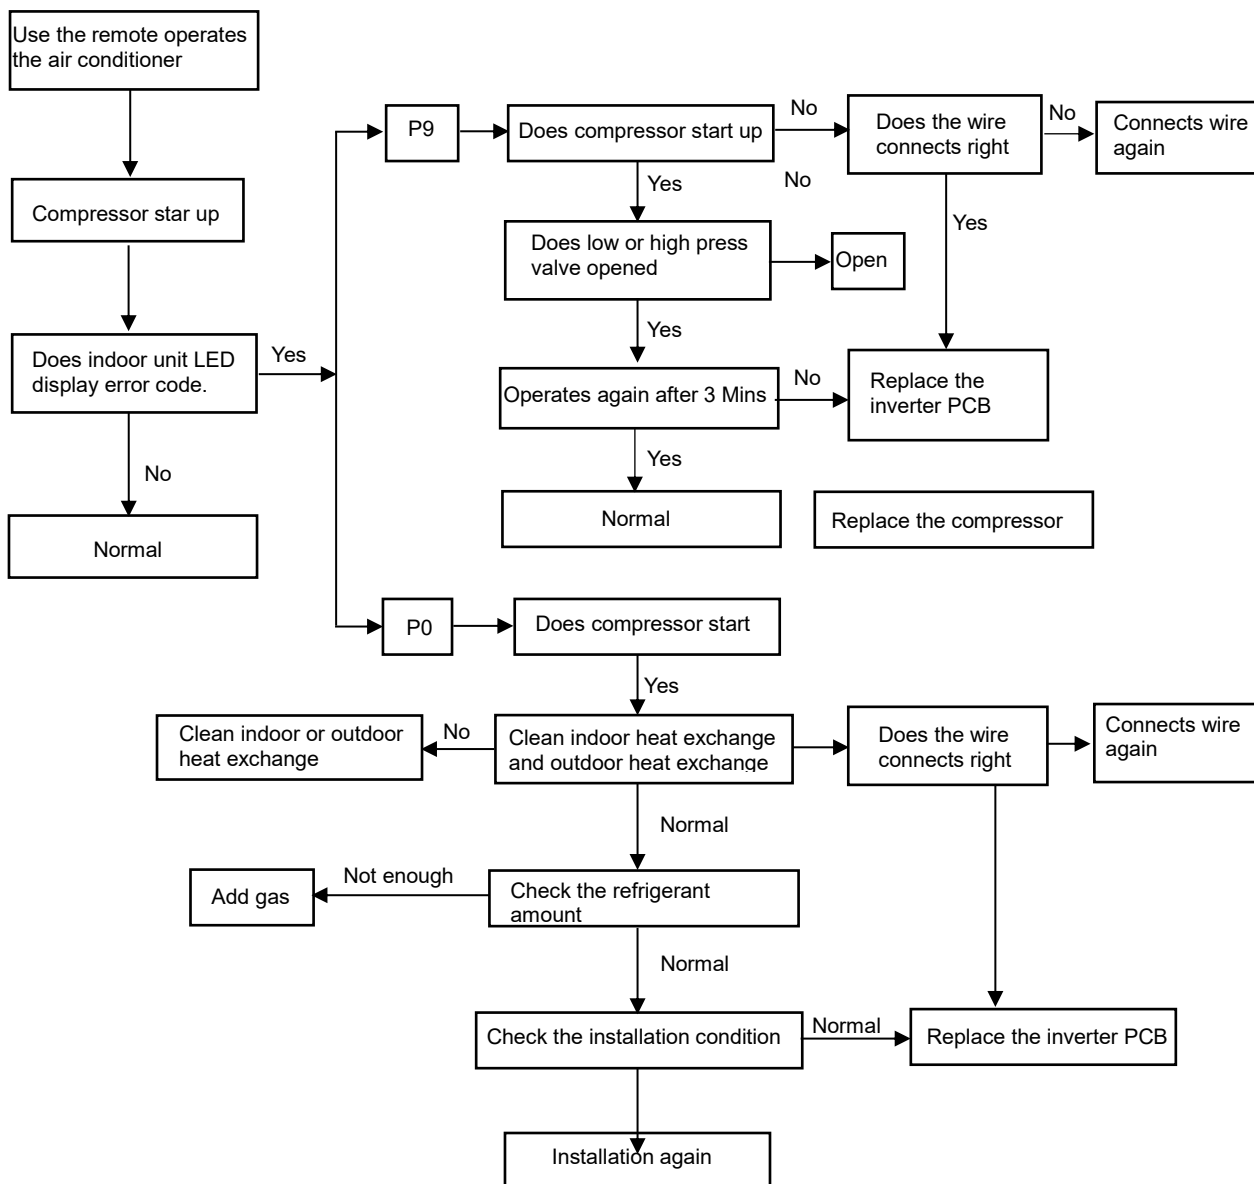 Use the remote operates
the air conditioner
Compressor star up
Does indoor unit LED
display error code.
Yes
No
Normal
P9
Does compressor start up
No
Does the wire
connects right
No
Connects wire
again
Yes
No
Yes
Does low or high press
valve opened
Open
Yes
Operates again after 3 Mins
No
Replace the
inverter PCB
Yes
Normal
Replace the compressor
P0
Does compressor start
Yes
Clean indoor or outdoor
heat exchange
No
Clean indoor heat exchange
and outdoor heat exchange
Does the wire
connects right
Connects wire
again
Normal
Add gas
Not enough
Check the refrigerant
amount
Normal
Check the installation condition
Normal
Replace the inverter PCB
Installation again